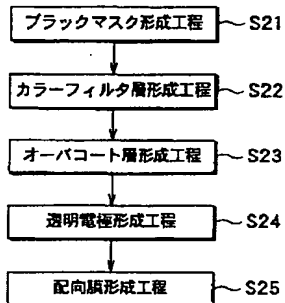 ブラックマスク形成工程 S21
カラーフィルタ層形成工程 S22
オーバコート層形成工程 S23
透明電極形成工程 S24
配向膜形成工程 S25